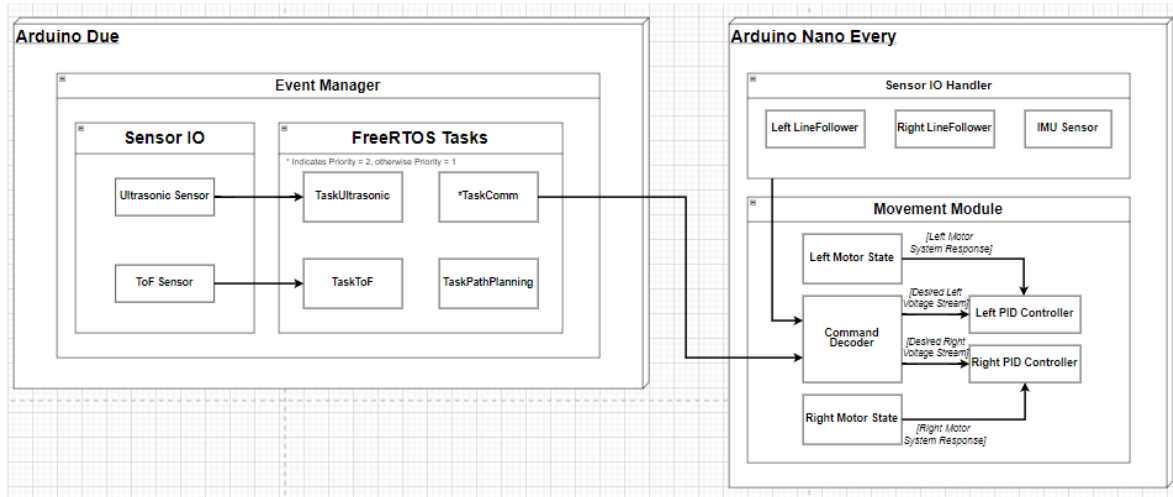 Arduino Due
Event Manager
Sensor IO
Ultrasonic Sensor
ToF Sensor
FreeRTOS Tasks
* Indicates Priority = 2, otherwise Priority = 1
TaskUltrasonic
*TaskComm
TaskToF
TaskPathPlanning
Arduino Nano Every
Sensor IO Handler
Left LineFollower
Right LineFollower
IMU Sensor
Movement Module
Left Motor State
[Left Motor
System Response]
[Desired Left
Voltage Stream]
Left PID Controller
Command
Decoder
[Desired Right
Voltage Stream]
Right PID Controller
Right Motor State
[Right Motor
System Response]